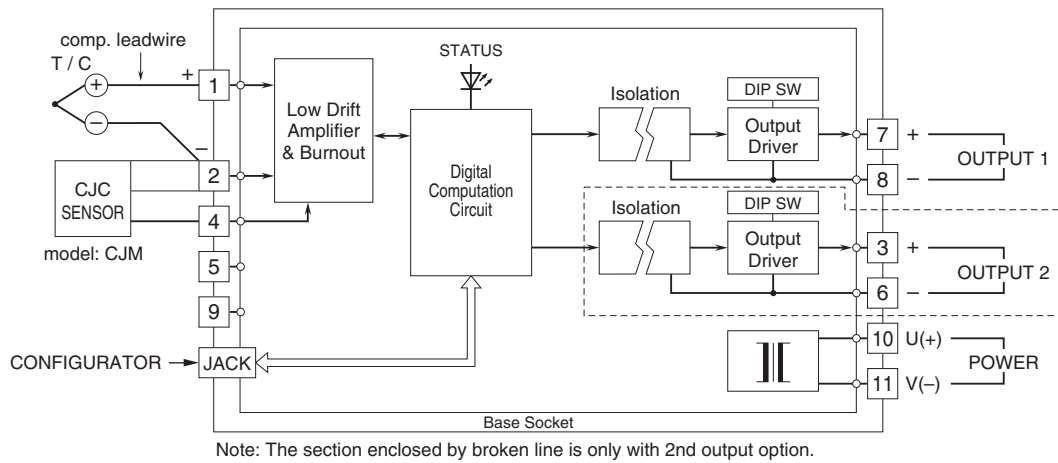 comp. leadwire
T / C
+
–
+
–
1
2
4
5
9
CJC
SENSOR
model: CJM
CONFIGURATOR
JACK
Low Drift
Amplifier
& Burnout
STATUS
Digital
Computation
Circuit
Isolation
DIP SW
Output
Driver
7 +
8 –
OUTPUT 1
Isolation
DIP SW
Output
Driver
3 +
6 –
OUTPUT 2
10 U(+)
11 V(–)
POWER
Base Socket
Note: The section enclosed by broken line is only with 2nd output option.